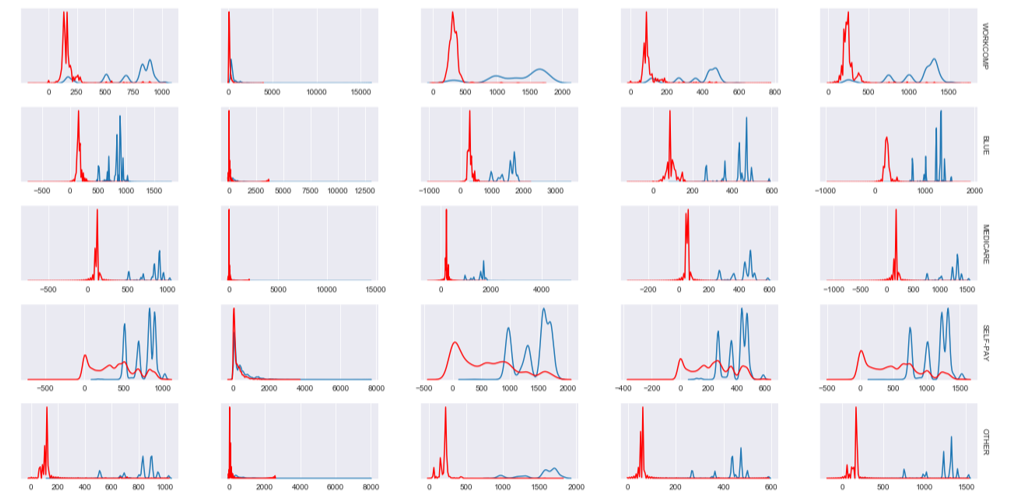 0 250 500 750 1000
0 5000 10000 15000
0 500 1000 1500 2000
0 200 400 600 800
0 500 1000 1500
WORKCOMP
−500 0 500 1000 1500
0 2500 5000 7500 10000 12500
−1000 0 1000 2000 3000
0 200 400 600
−1000 0 1000 2000
BLUE
−500 0 500 1000
0 5000 10000 15000
0 2000 4000
−200 0 200 400 600
−1000 −500 0 500 1000 1500
MEDICARE
−500 0 500 1000
0 2000 4000 6000 8000
−500 0 500 1000 1500 2000
−400 −200 0 200 400 600
−500 0 500 1000 1500
SELF-PAY
0 200 400 600 800 1000
0 2000 4000 6000 8000
0 500 1000 1500 2000
0 200 400 600
0 500 1000 1500
OTHER